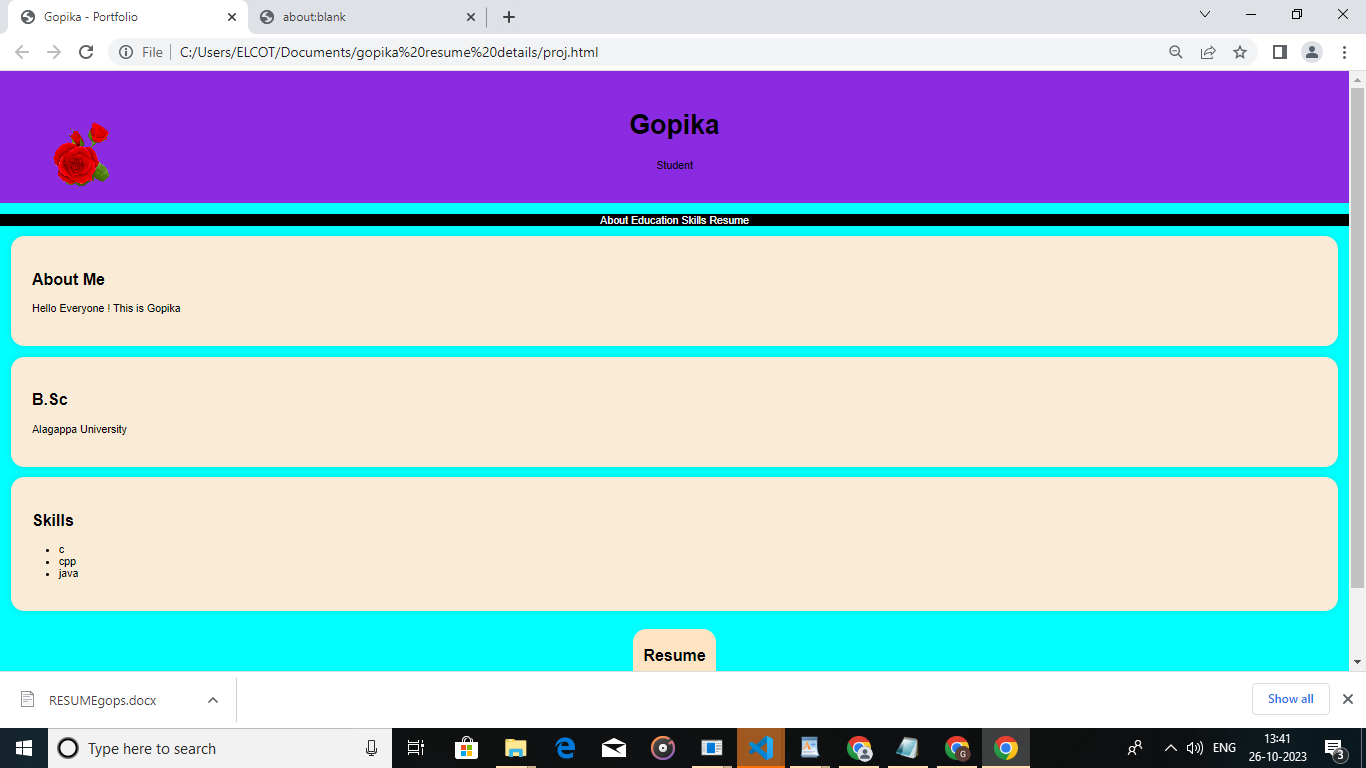 Gopika - Portfolio
about:blank
File
C:/Users/ELCOT/Documents/gopika%20resume%20details/proj.html
Gopika
Student
About Education Skills Resume
About Me
Hello Everyone ! This is Gopika
B.Sc
Alagappa University
Skills
c
cpp
java
Resume
RESUMEgops.docx
Show all
Type here to search
ENG
13:41
26-10-2023
3
G